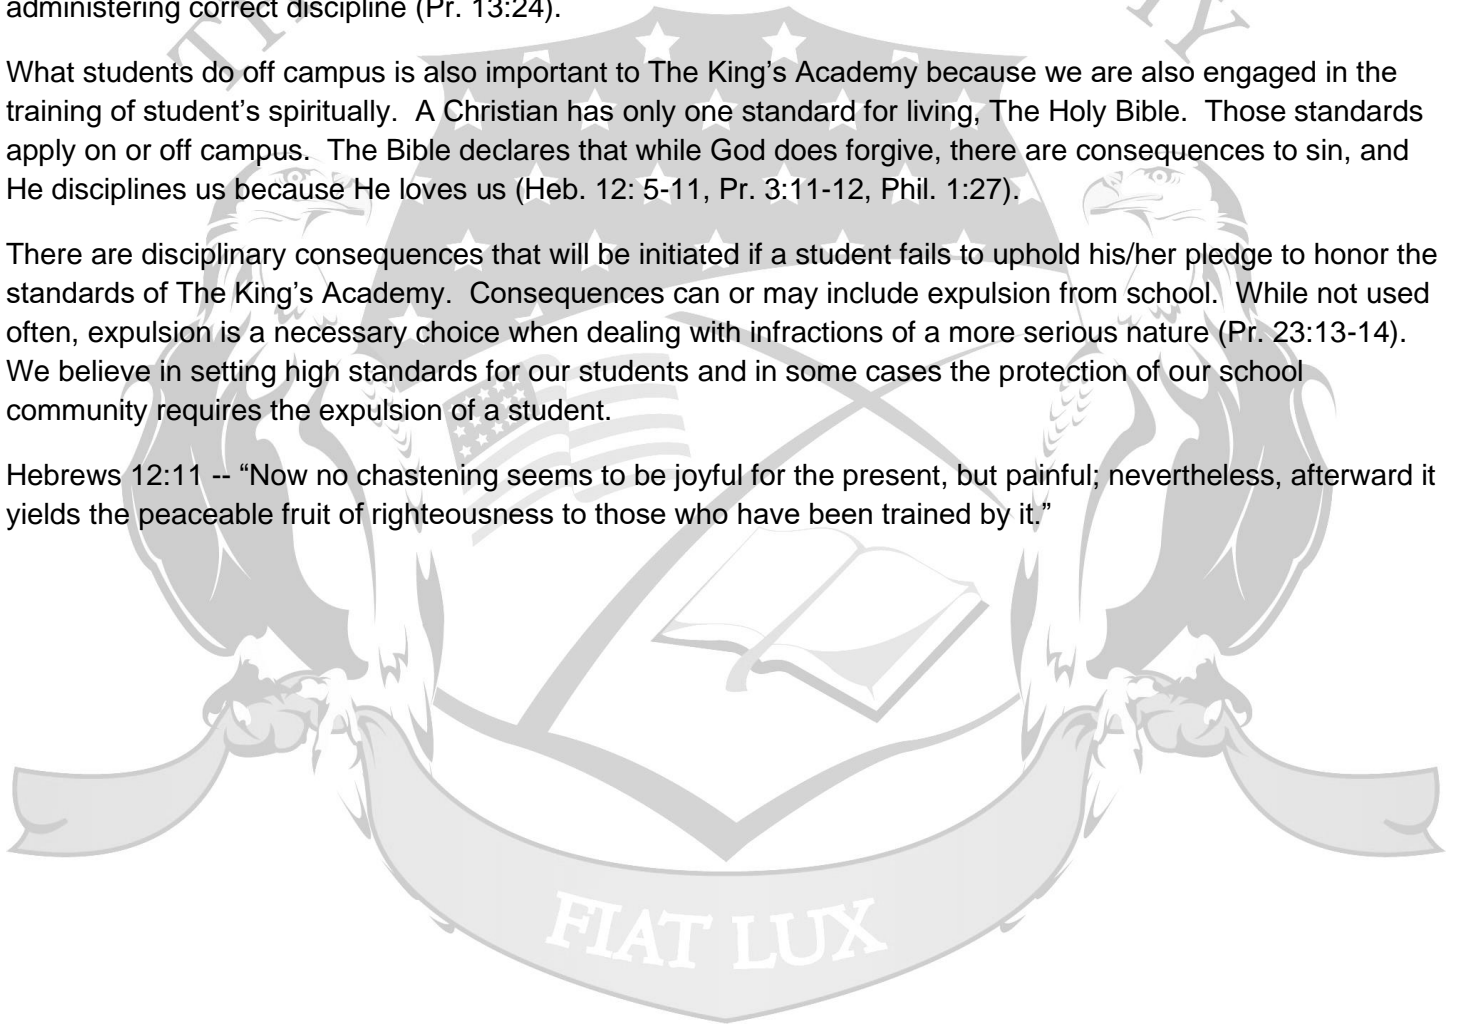 administering correct discipline (Pr. 13:24).
What students do off campus is also important to The King’s Academy because we are also engaged in the
training of student’s spiritually.  A Christian has only one standard for living, The Holy Bible.  Those standards
apply on or off campus.  The Bible declares that while God does forgive, there are consequences to sin, and
He disciplines us because He loves us (Heb. 12: 5-11, Pr. 3:11-12, Phil. 1:27).
There are disciplinary consequences that will be initiated if a student fails to uphold his/her pledge to honor the
standards of The King’s Academy.  Consequences can or may include expulsion from school.  While not used
often, expulsion is a necessary choice when dealing with infractions of a more serious nature (Pr. 23:13-14).
We believe in setting high standards for our students and in some cases the protection of our school
community requires the expulsion of a student.
Hebrews 12:11 -- “Now no chastening seems to be joyful for the present, but painful; nevertheless, afterward it
yields the peaceable fruit of righteousness to those who have been trained by it.”
FIAT LUX